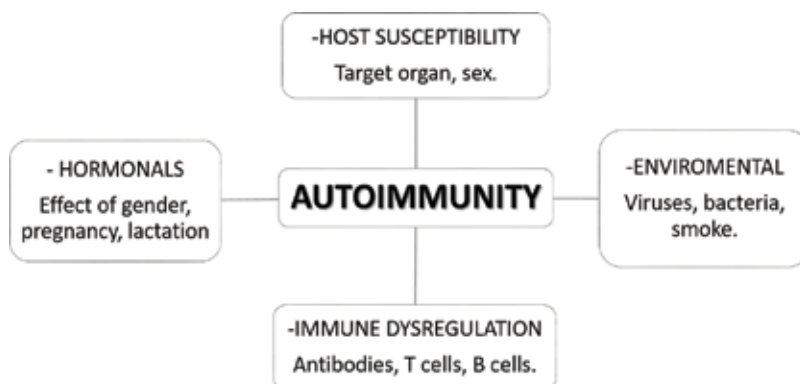 -HOST SUSCEPTIBILITY
Target organ, sex.
- HORMONALS
Effect of gender,
pregnancy, lactation
AUTOIMMUNITY
-ENVIROMENTAL
Viruses, bacteria,
smoke.
-IMMUNE DYSREGULATION
Antibodies, T cells, B cells.